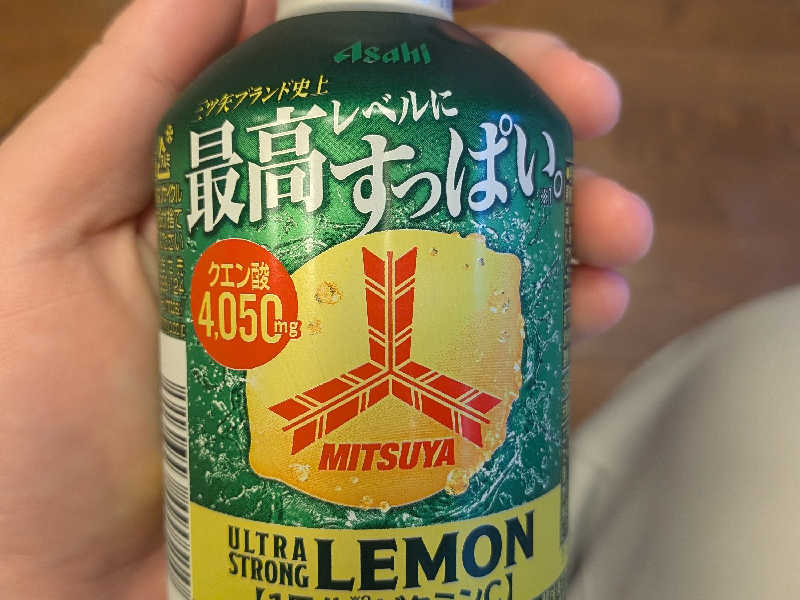 Asahi
三ツ矢ブランド史上
最高レベルに
すっぱい。
クエン酸
4,050mg
MITSUYA
ULTRA
STRONG
LEMON